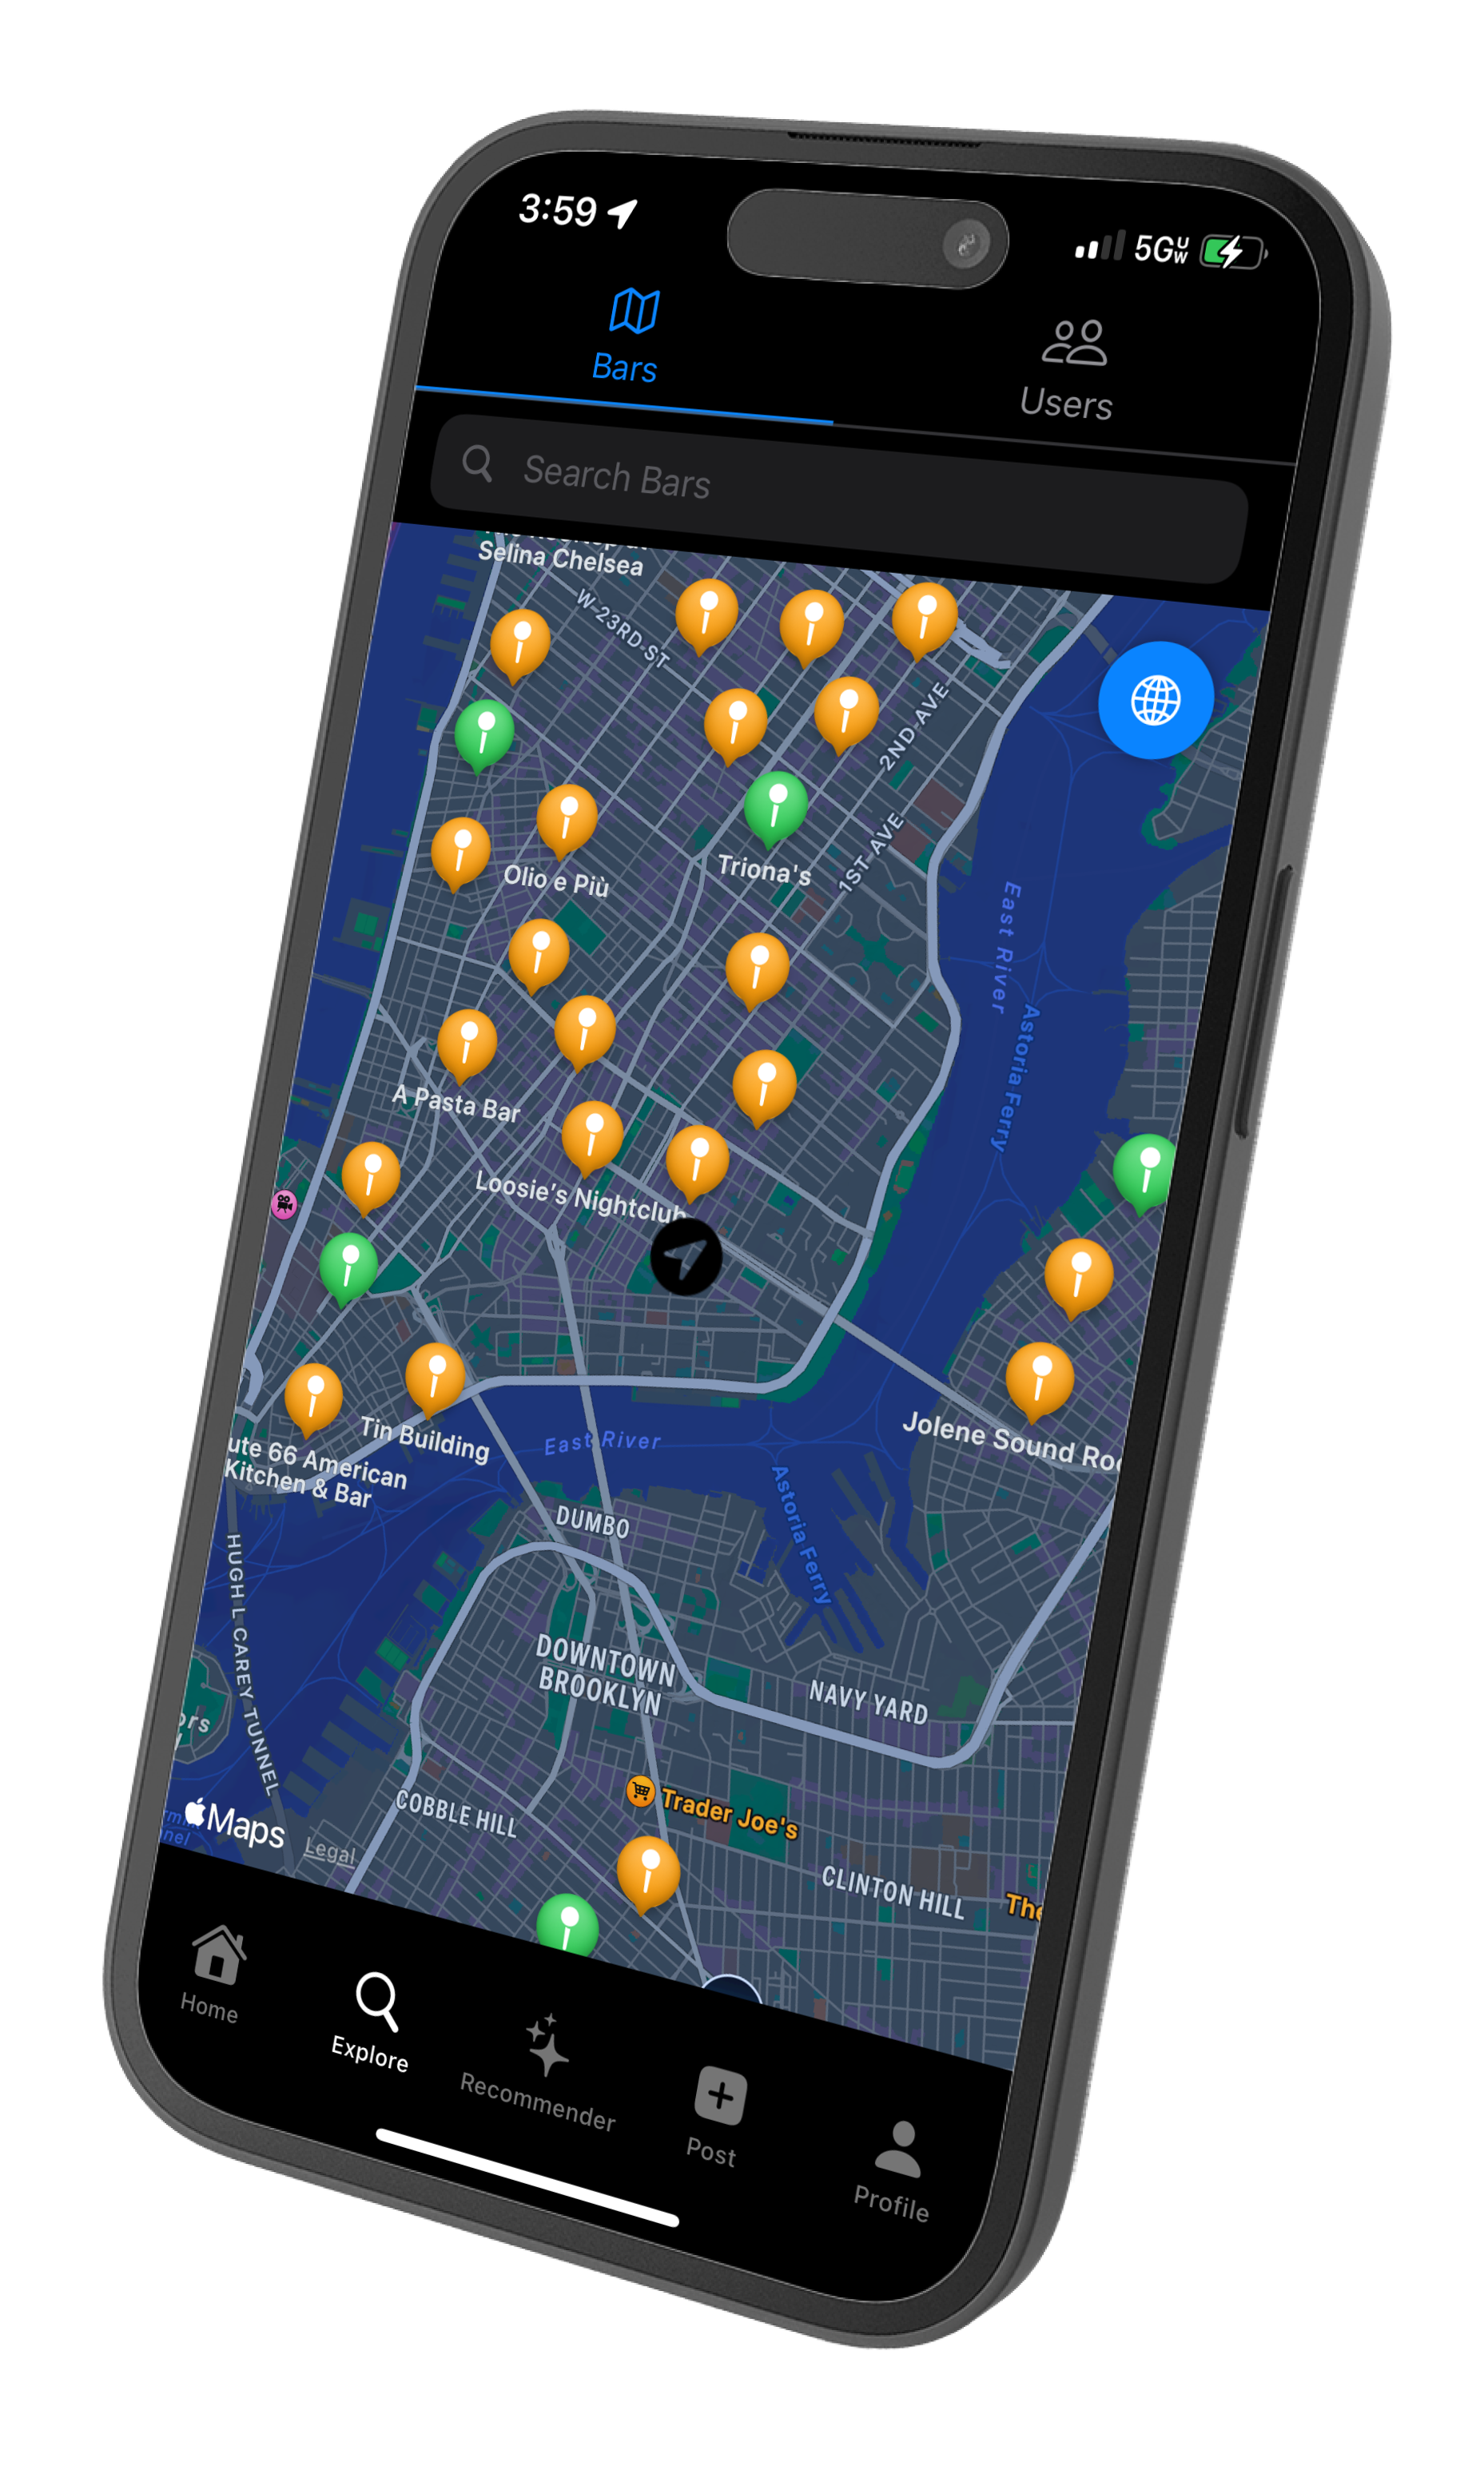 3:59
5G UW
Bars
Users
Search Bars
Selina Chelsea
W 23RD ST
2ND AVE
1ST AVE
Triona's
Olio e Più
East River
Astoria Ferry
A Pasta Bar
Loosie's Nightclub
Jolene Sound Roo
Tin Building
ute 66 American
Kitchen & Bar
East River
Astoria Ferry
DUMBO
HUGH L CAREY TUNNEL
DOWNTOWN
BROOKLYN
NAVY YARD
ors
Trader Joe's
COBBLE HILL
Maps
Legal
nel
CLINTON HILL
The
Home
Explore
Recommender
Post
Profile